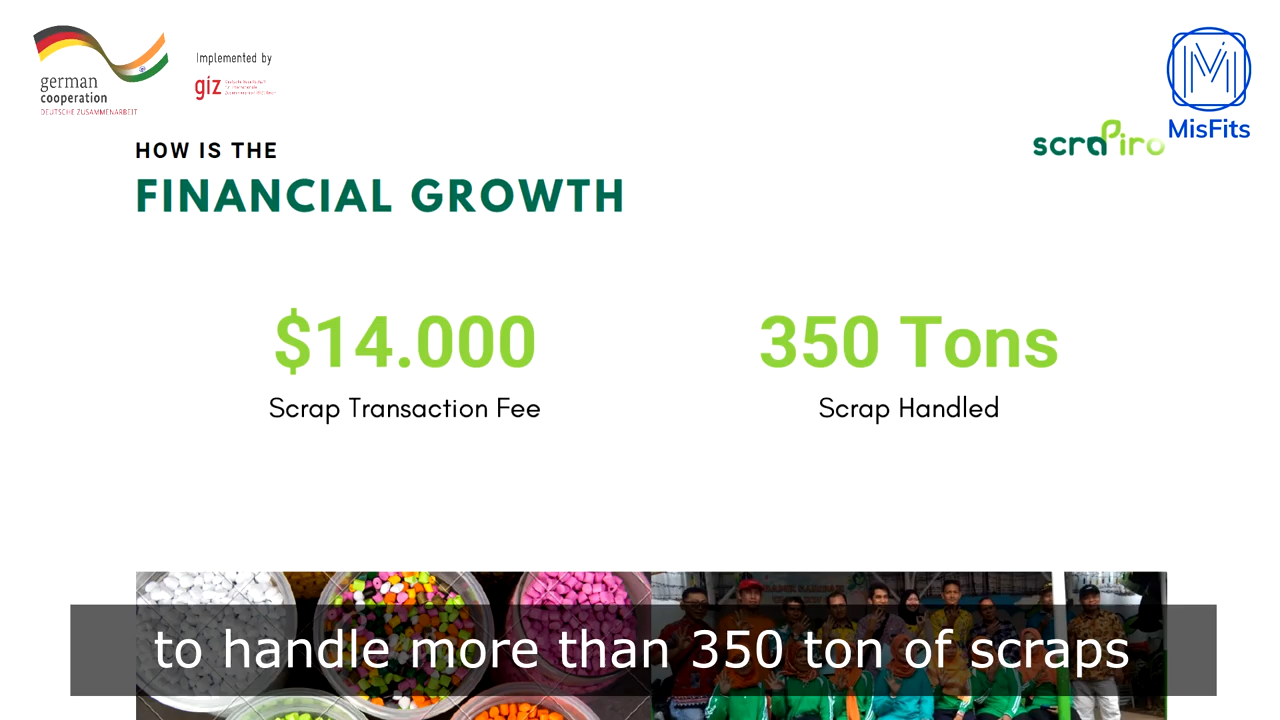 german
cooperation
DEUTSCHE ZUSAMMENARBEIT
Implemented by
giz
MisFits
scrapiro
HOW IS THE
FINANCIAL GROWTH
$14.000
350 Tons
Scrap Transaction Fee
Scrap Handled
to handle more than 350 ton of scraps